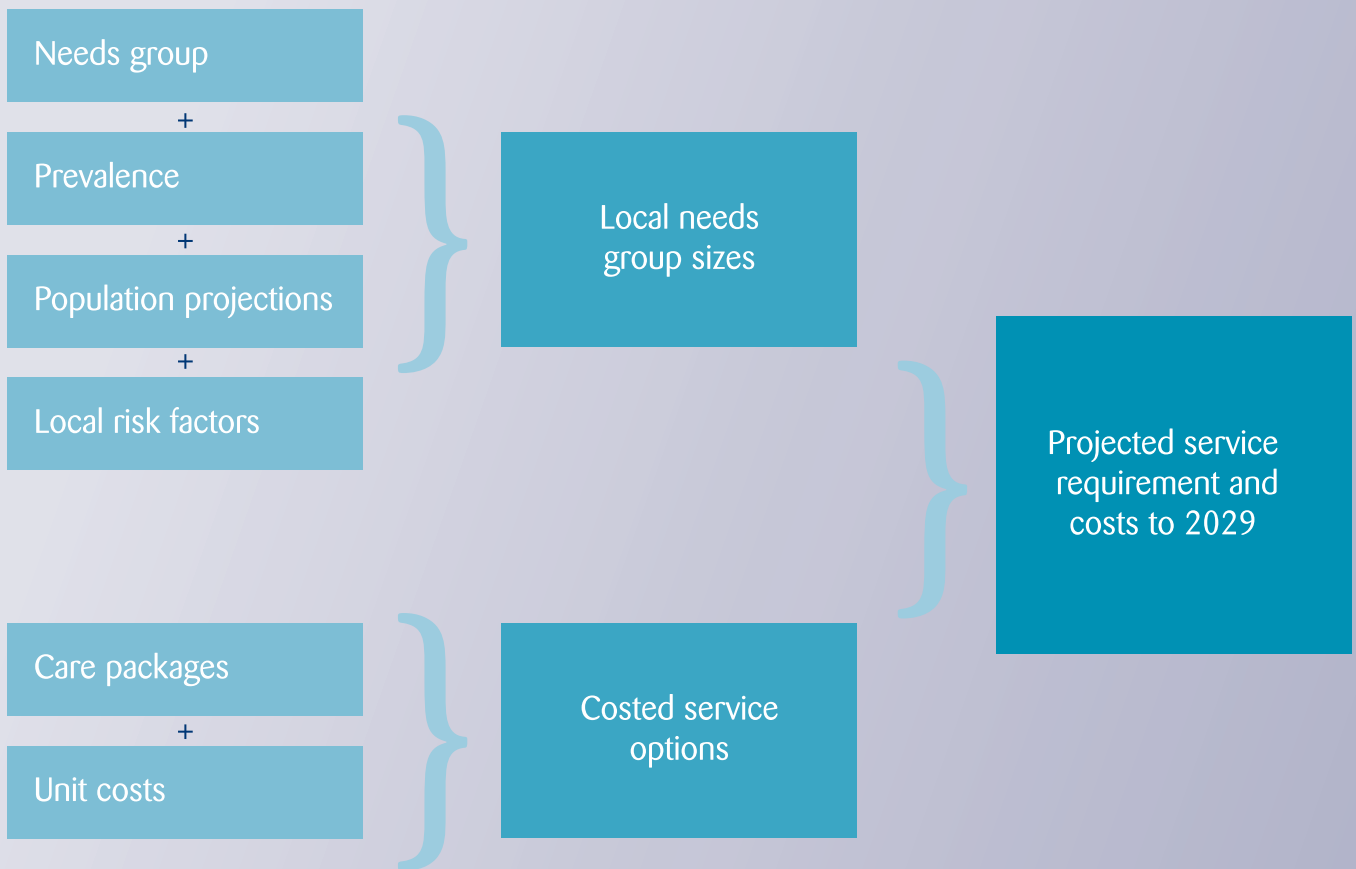 Needs group
+
Prevalence
+
Population projections
+
Local risk factors
Local needs
group sizes
Care packages
+
Unit costs
Costed service
options
Projected service
requirement and
costs to 2029